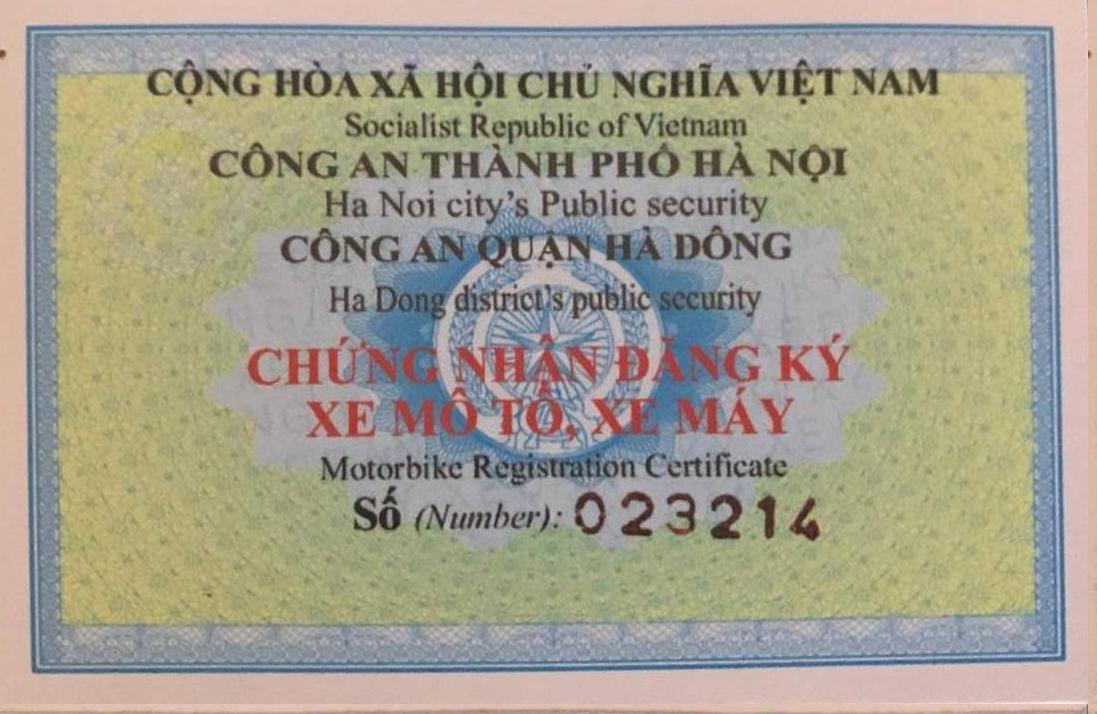 CỘNG HÒA XÃ HỘI CHỦ NGHĨA VIỆT NAM
Socialist Republic of Vietnam
CÔNG AN THÀNH PHỐ HÀ NỘI
Ha Noi city's Public security
CÔNG AN QUẬN HÀ ĐÔNG
Ha Dong district's public security
CHỨNG NHẬN ĐĂNG KÝ
XE MÔ TÔ, XE MÁY
Motorbike Registration Certificate
Số (Number): 023214